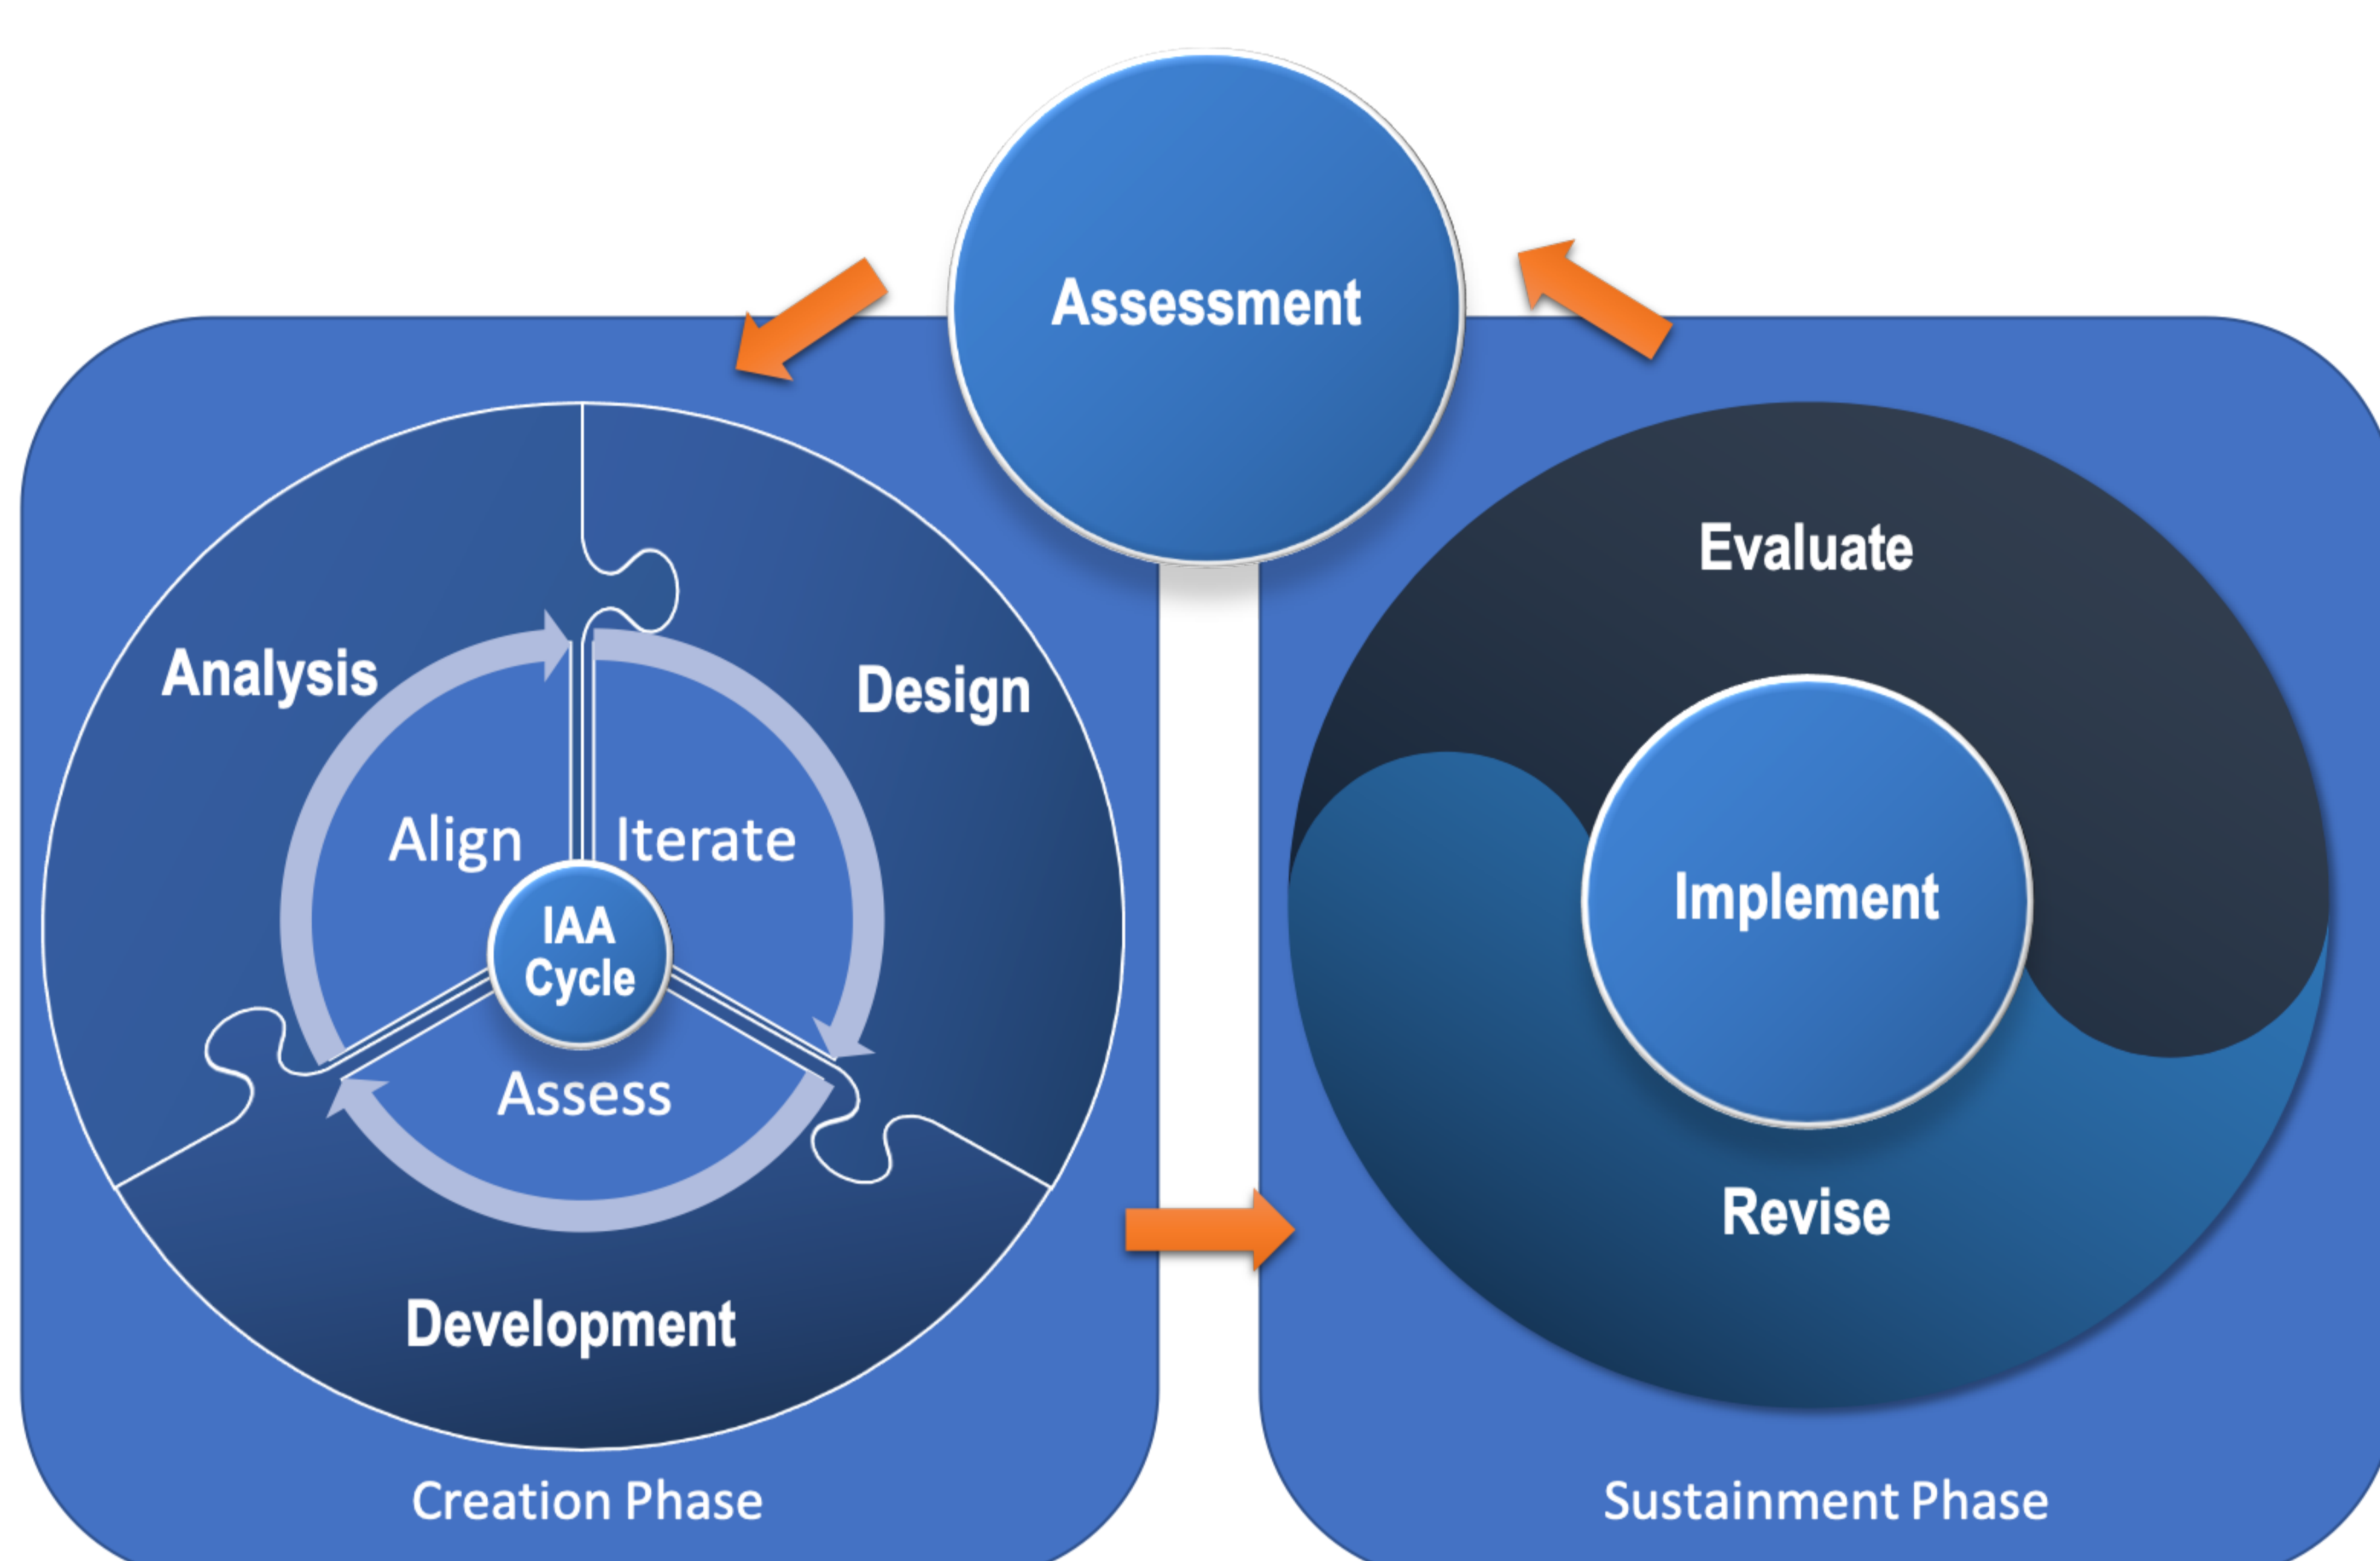 Assessment
Analysis
Design
Align
Iterate
IAA
Cycle
Assess
Development
Creation Phase
Evaluate
Implement
Revise
Sustainment Phase